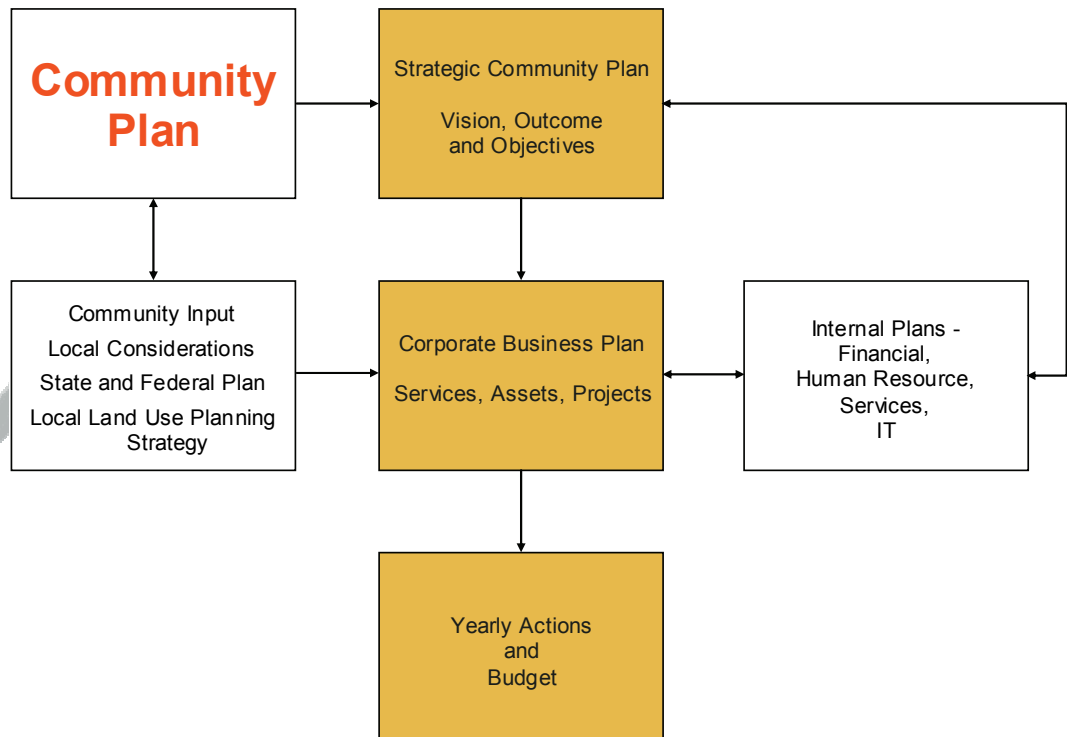 Community
Plan
Strategic Community Plan
Vision, Outcome
and Objectives
Community Input
Local Considerations
State and Federal Plan
Local Land Use Planning
Strategy
Corporate Business Plan
Services, Assets, Projects
Internal Plans -
Financial,
Human Resource,
Services,
IT
Yearly Actions
and
Budget